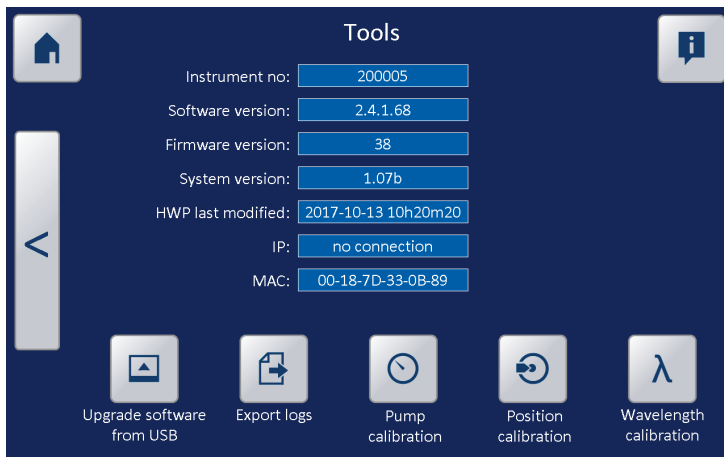 Tools
Instrument no: 200005
Software version: 2.4.1.68
Firmware version: 38
System version: 1.07b
HWP last modified: 2017-10-13 10h20m20
IP: no connection
MAC: 00-18-7D-33-0B-89
<
λ
Upgrade software
from USB
Export logs
Pump
calibration
Position
calibration
Wavelength
calibration